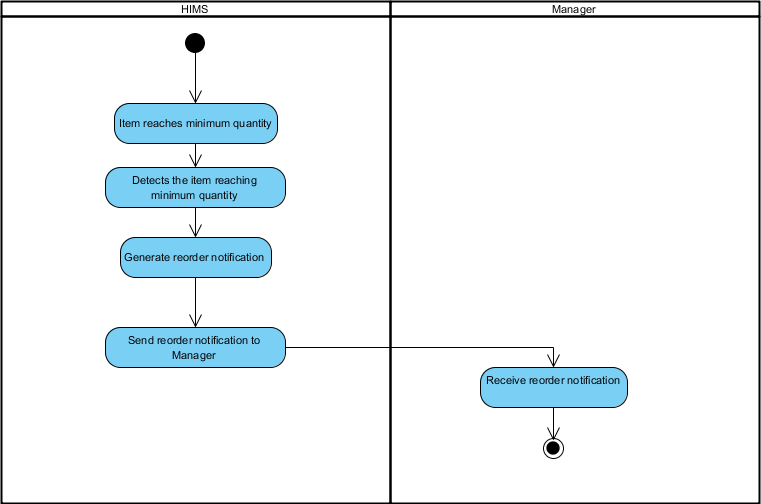 HIMS
Manager
Item reaches minimum quantity
Detects the item reaching
minimum quantity
Generate reorder notification
Send reorder notification to
Manager
Receive reorder notification